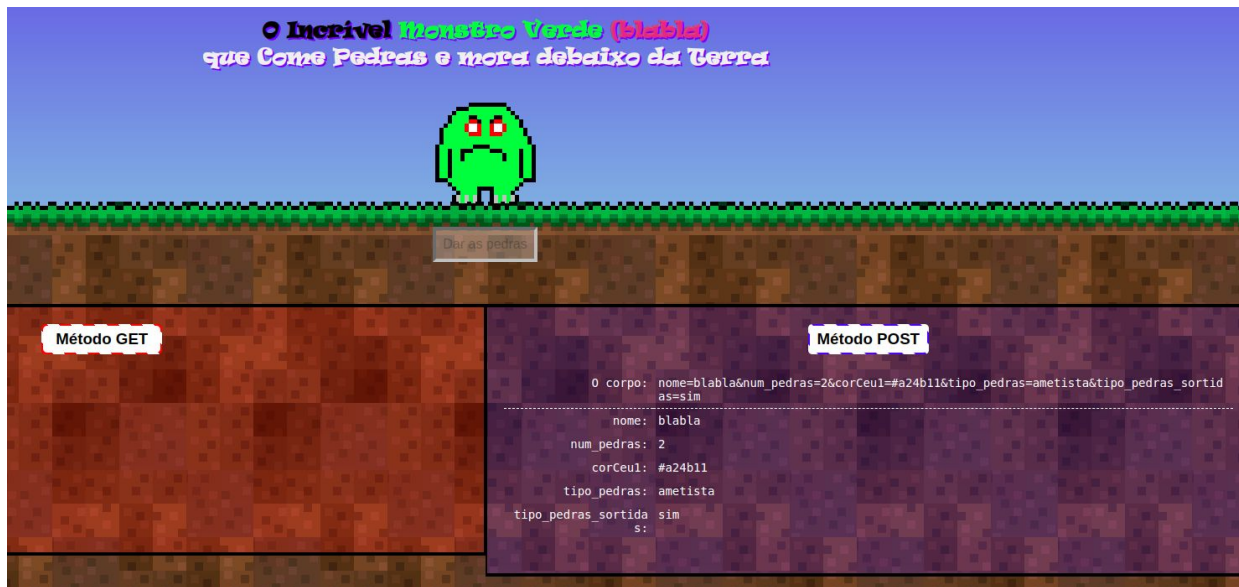 O Incrível Monstro Verde (blabla)
que Come Pedras e mora debaixo da Terra
Dar as pedras
Método GET
Método POST
O corpo: nome=blabla&num_pedras=2&corCeu1=#a24b11&tipo_pedras=ametista&tipo_pedras_sortid
as=sim
nome: blabla
num_pedras: 2
corCeu1: #a24b11
tipo_pedras: ametista
tipo_pedras_sortida sim
s: